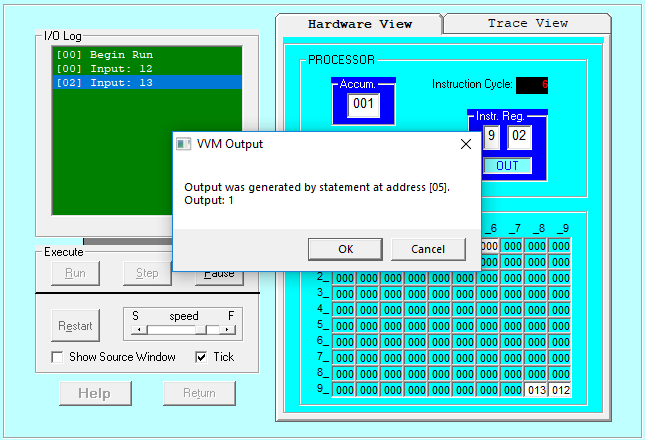 Hardware View
Trace View
I/O Log
[00] Begin Run
[00] Input: 12
[02] Input: 13
PROCESSOR
Accum.
001
Instruction Cycle:
6
Instr. Reg.
9 02
OUT
VVM Output
Output was generated by statement at address [05].
Output: 1
OK
Cancel
_6 _7 _8 _9
000 000 000 000
Execute
Run
Step
Pause
2_ 000 000 000 000 000 000 000 000 000 000
3_ 000 000 000 000 000 000 000 000 000 000
4_ 000 000 000 000 000 000 000 000 000 000
5_ 000 000 000 000 000 000 000 000 000 000
6_ 000 000 000 000 000 000 000 000 000 000
7_ 000 000 000 000 000 000 000 000 000 000
8_ 000 000 000 000 000 000 000 000 000 000
9_ 000 000 000 000 000 000 000 000 013 012
Restart
S speed F
Show Source Window
Tick
Help
Return